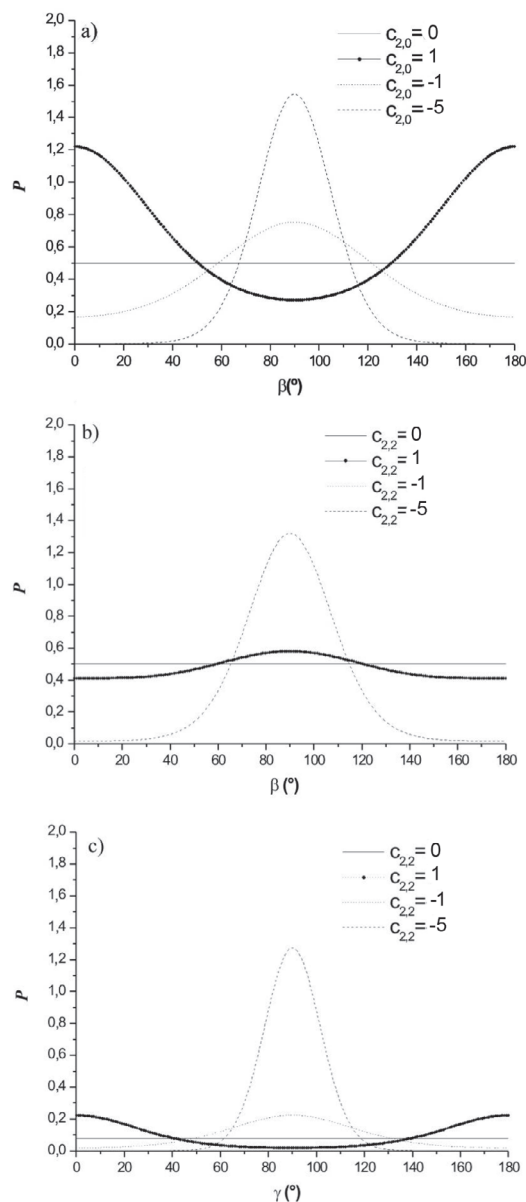 a)
c2,0= 0
c2,0= 1
c2,0= -1
c2,0= -5
2,0
1,8
1,6
1,4
1,2
1,0
0,8
0,6
0,4
0,2
0,0
P
0 20 40 60 80 100 120 140 160 180
β(º)
b)
c2,2= 0
c2,2= 1
c2,2= -1
c2,2= -5
2,0
1,8
1,6
1,4
1,2
1,0
0,8
0,6
0,4
0,2
0,0
P
0 20 40 60 80 100 120 140 160 180
β (°)
c)
c2,2= 0
c2,2= 1
c2,2= -1
c2,2= -5
2,0
1,8
1,6
1,4
1,2
1,0
0,8
0,6
0,4
0,2
0,0
P
0 20 40 60 80 100 120 140 160 180
γ (°)